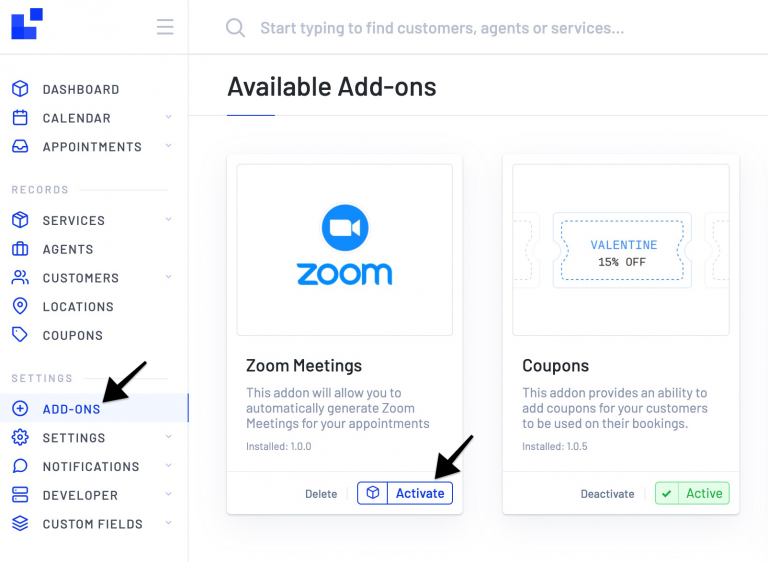 Start typing to find customers, agents or services...
DASHBOARD
CALENDAR
APPOINTMENTS
RECORDS
SERVICES
AGENTS
CUSTOMERS
LOCATIONS
COUPONS
SETTINGS
ADD-ONS
SETTINGS
NOTIFICATIONS
DEVELOPER
CUSTOM FIELDS
Available Add-ons
zoom
Zoom Meetings
This addon will allow you to
automatically generate Zoom
Meetings for your appointments
Installed: 1.0.0
Delete
Activate
VALENTINE
15% OFF
Coupons
This addon provides an ability to
add coupons for your customers
to be used on their bookings.
Installed: 1.0.5
Deactivate
Active